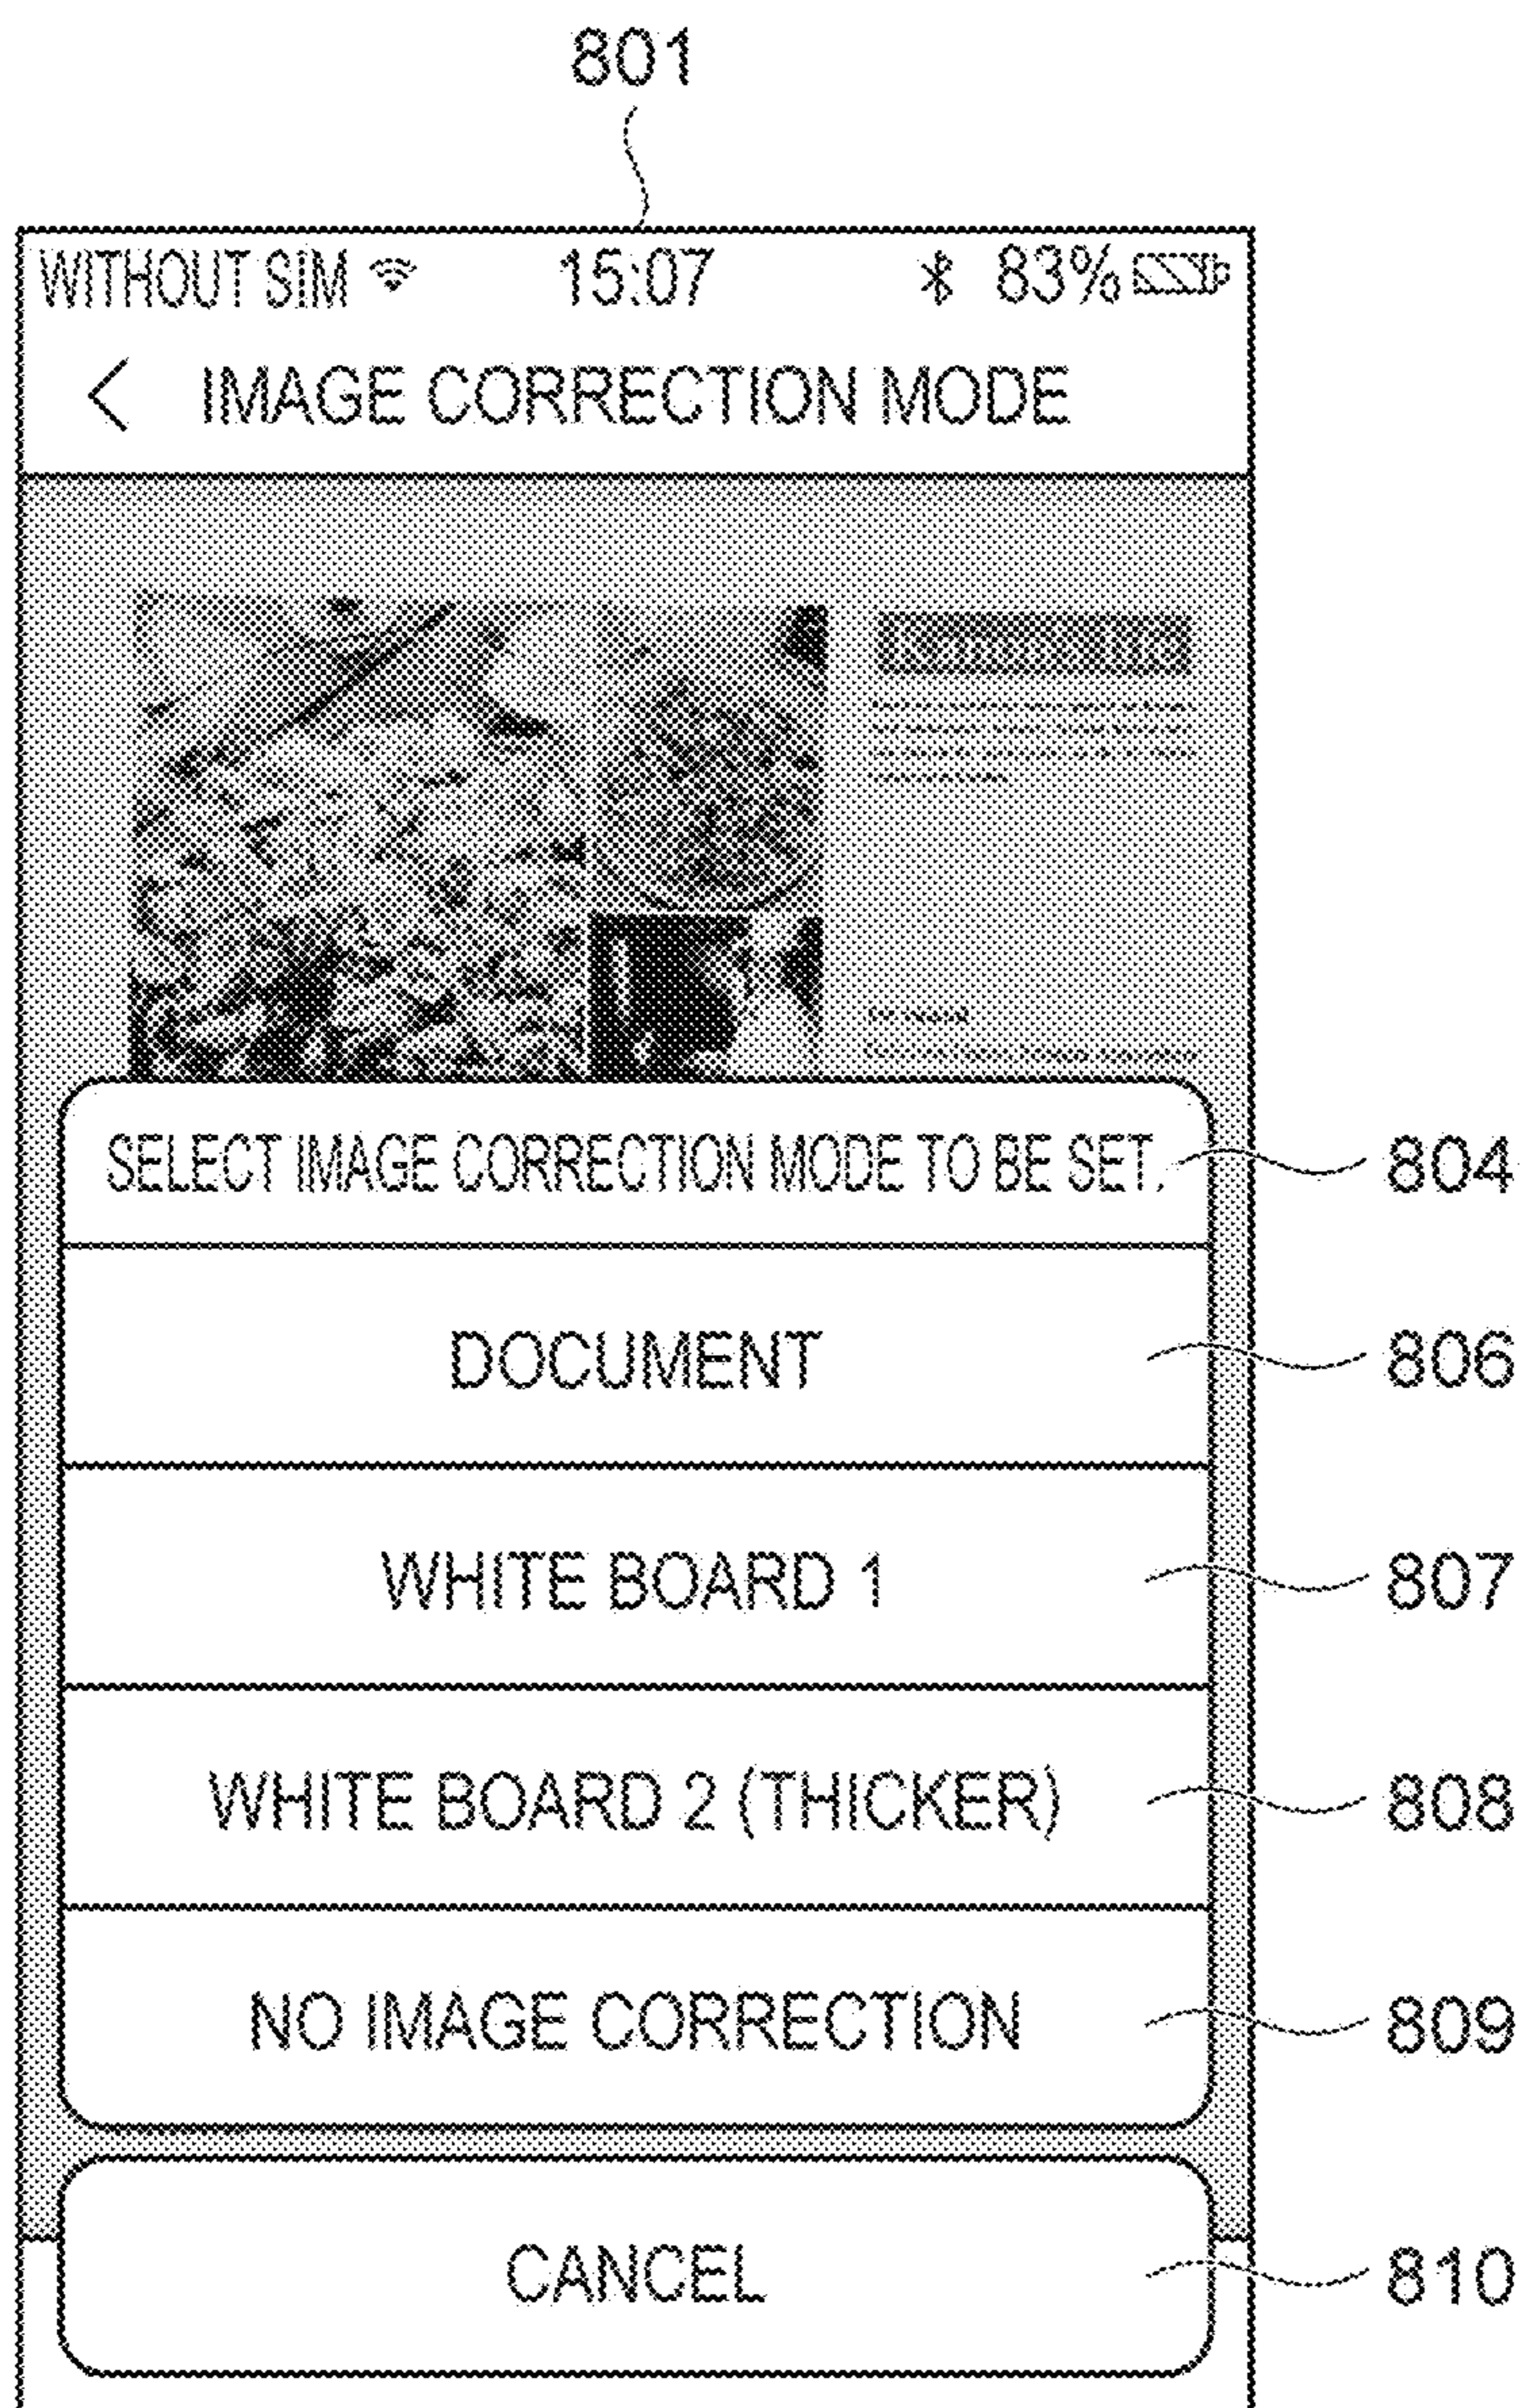 801
WITHOUT SIM 15:07 83%
< IMAGE CORRECTION MODE
SELECT IMAGE CORRECTION MODE TO BE SET. 804
DOCUMENT 806
WHITE BOARD 1 807
WHITE BOARD 2 (THICKER) 808
NO IMAGE CORRECTION 809
CANCEL 810